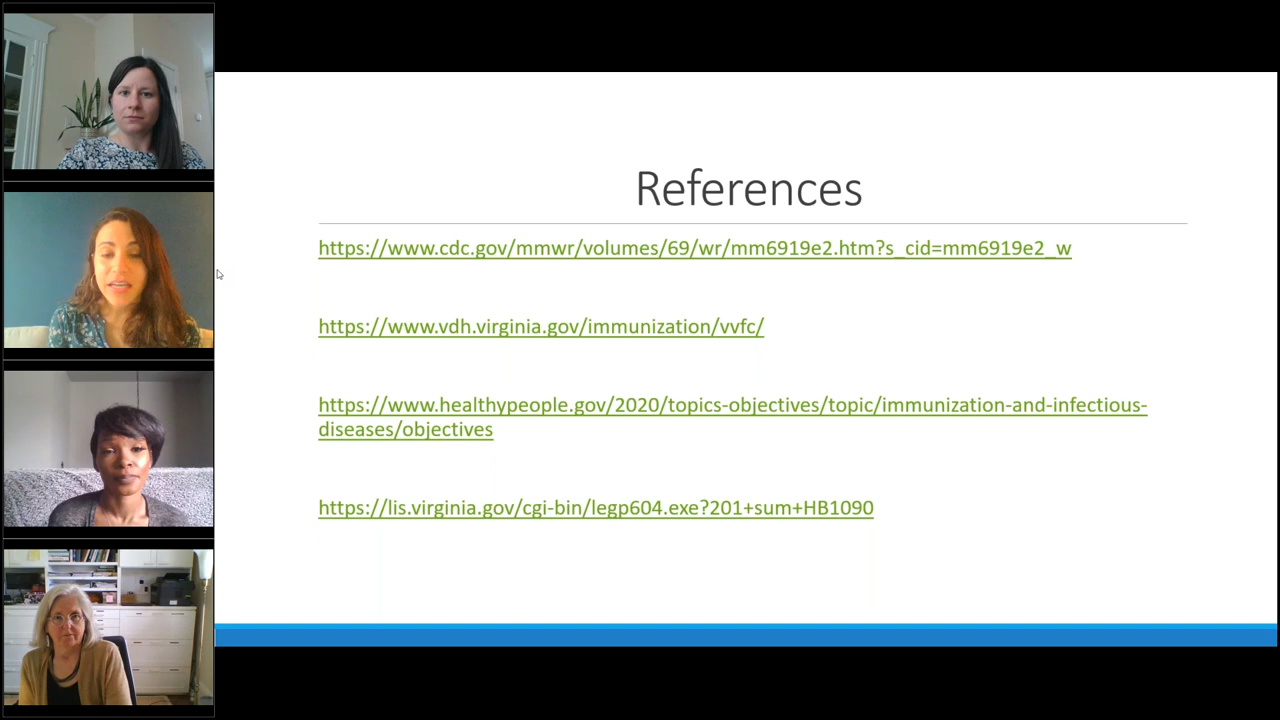 References
https://www.cdc.gov/mmwr/volumes/69/wr/mm6919e2.htm?s_cid=mm6919e2_w
https://www.vdh.virginia.gov/immunization/vvfc/
https://www.healthypeople.gov/2020/topics-objectives/topic/immunization-and-infectious-
diseases/objectives
https://lis.virginia.gov/cgi-bin/legp604.exe?201+sum+HB1090